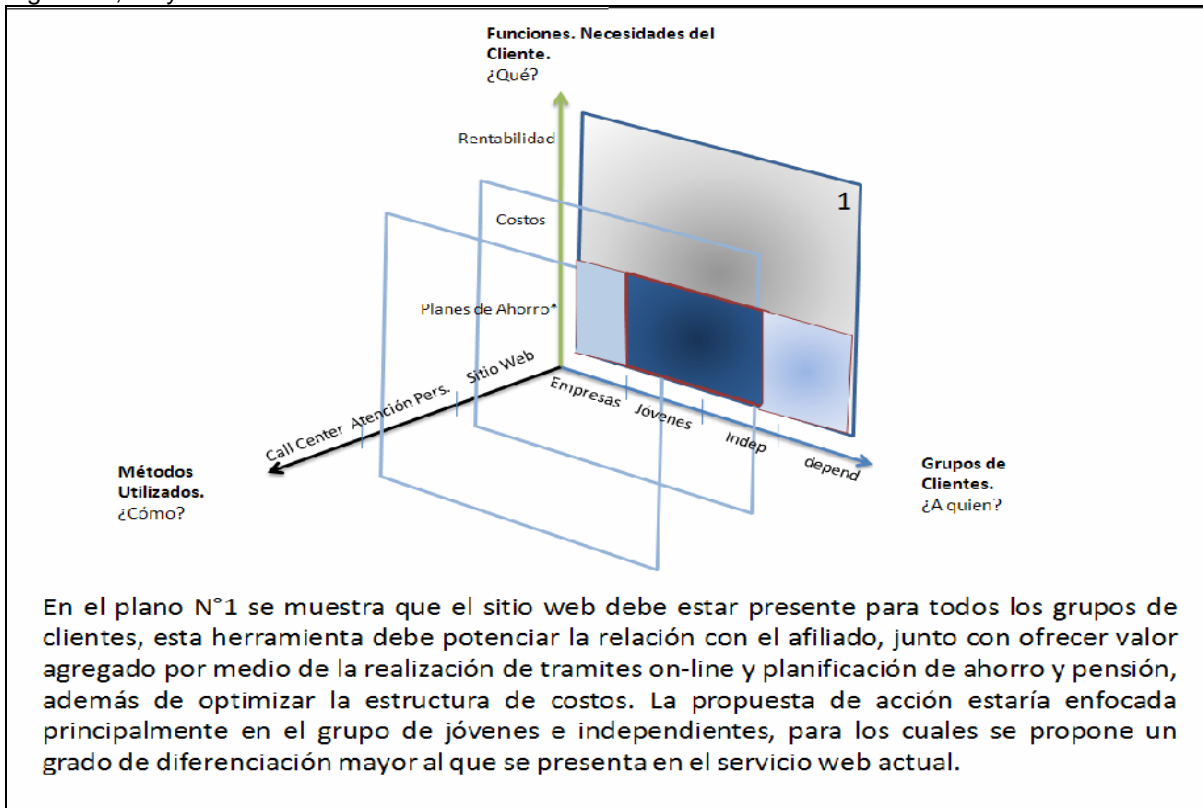 Funciones. Necesidades del
Cliente.
¿Qué?
Rentabilidad
1
Costos
Planes de Ahorro*
Sitio Web
Atención Pers.
Call Center
Empresas
Jóvenes
Indep
depend
Métodos
Utilizados.
¿Cómo?
Grupos de
Clientes.
¿A quien?
En el plano N°1 se muestra que el sitio web debe estar presente para todos los grupos de
clientes, esta herramienta debe potenciar la relación con el afiliado, junto con ofrecer valor
agregado por medio de la realización de tramites on-line y planificación de ahorro y pensión,
además de optimizar la estructura de costos. La propuesta de acción estaría enfocada
principalmente en el grupo de jóvenes e independientes, para los cuales se propone un
grado de diferenciación mayor al que se presenta en el servicio web actual.